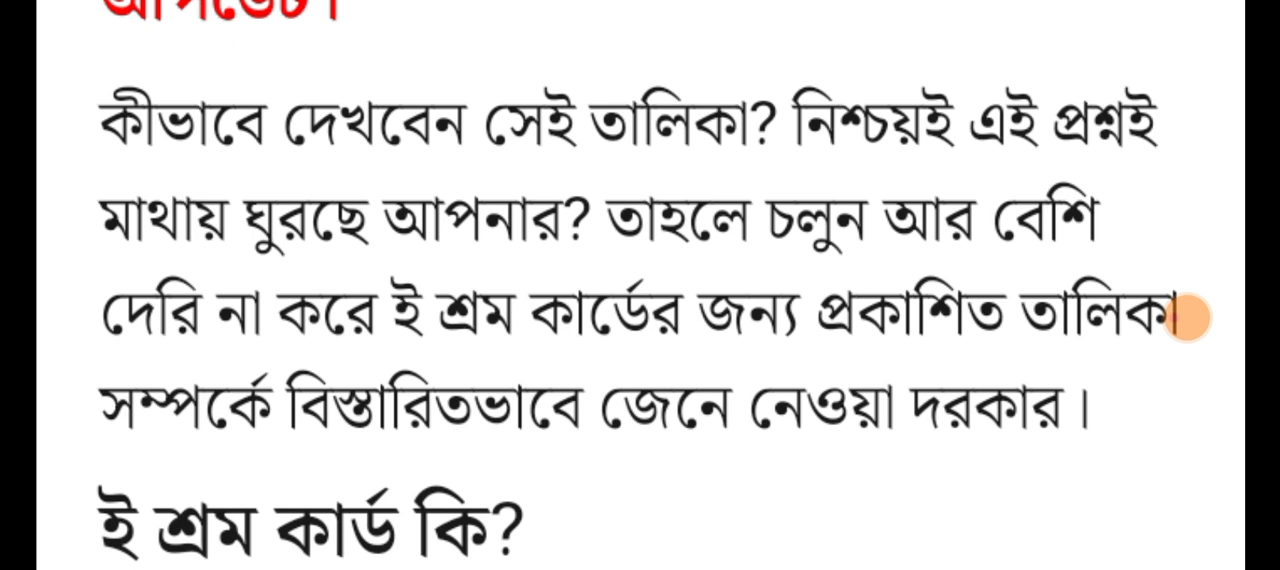 আপডেট।
কীভাবে দেখবেন সেই তালিকা? নিশ্চয়ই এই প্রশ্নই
মাথায় ঘুরছে আপনার? তাহলে চলুন আর বেশি
দেরি না করে ই শ্রম কার্ডের জন্য প্রকাশিত তালিকা
সম্পর্কে বিস্তারিতভাবে জেনে নেওয়া দরকার।
ই শ্রম কার্ড কি?